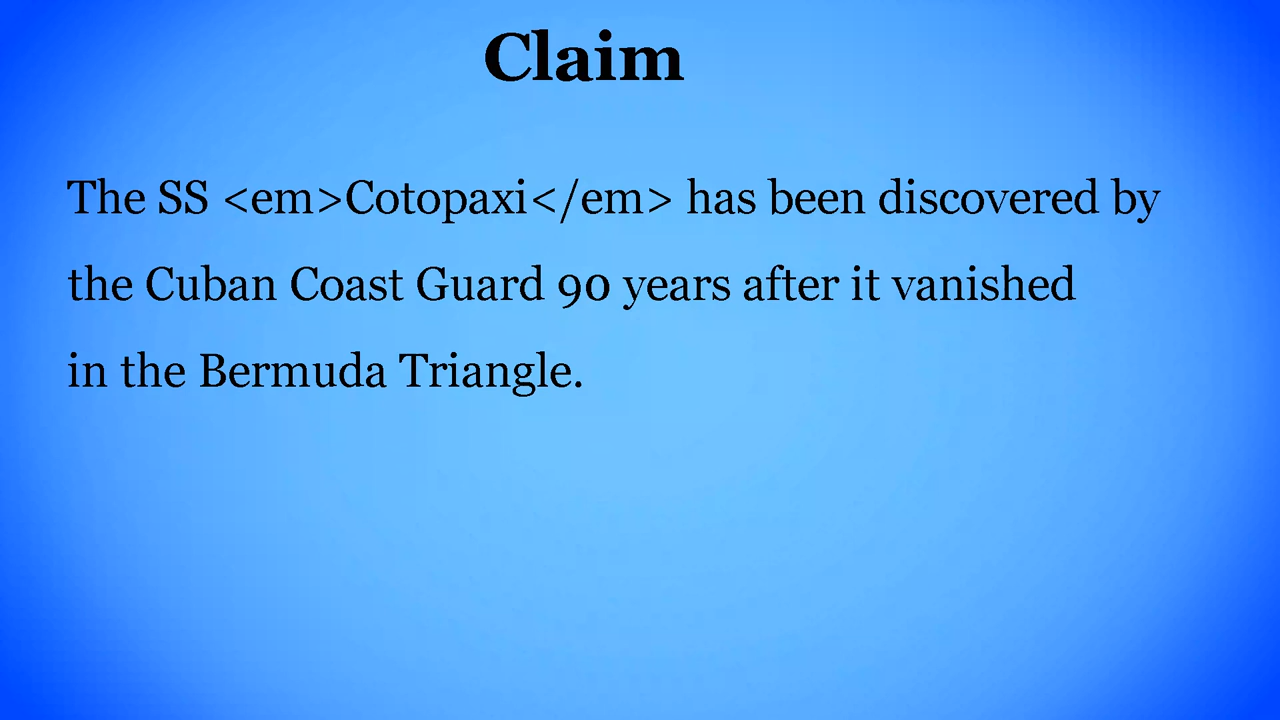 Claim
The SS <em>Cotopaxi</em> has been discovered by
the Cuban Coast Guard 90 years after it vanished
in the Bermuda Triangle.